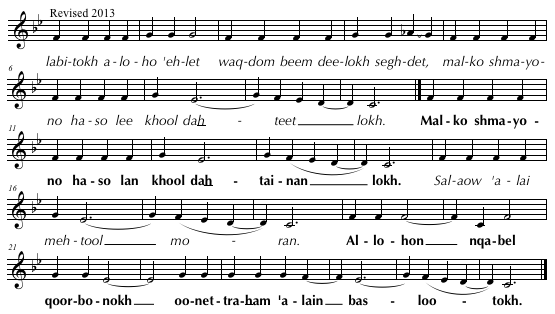 Revised 2013
labi-tokh a-lo-ho 'eh-let waq-dom beem dee-lokh segh-det, mal-ko shma-yo-
6
no ha-so lee khool dah - teet lokh. Mal-ko shma-yo-
11
no ha-so lan khool dah - tai-nan lokh. Sal-aow 'a-lai
16
meh-tool mo - ran. Al-lo-hon nqa-bel
21
qoor-bo-nokh oo-net-tra-ham 'a-lain bas - loo - tokh.